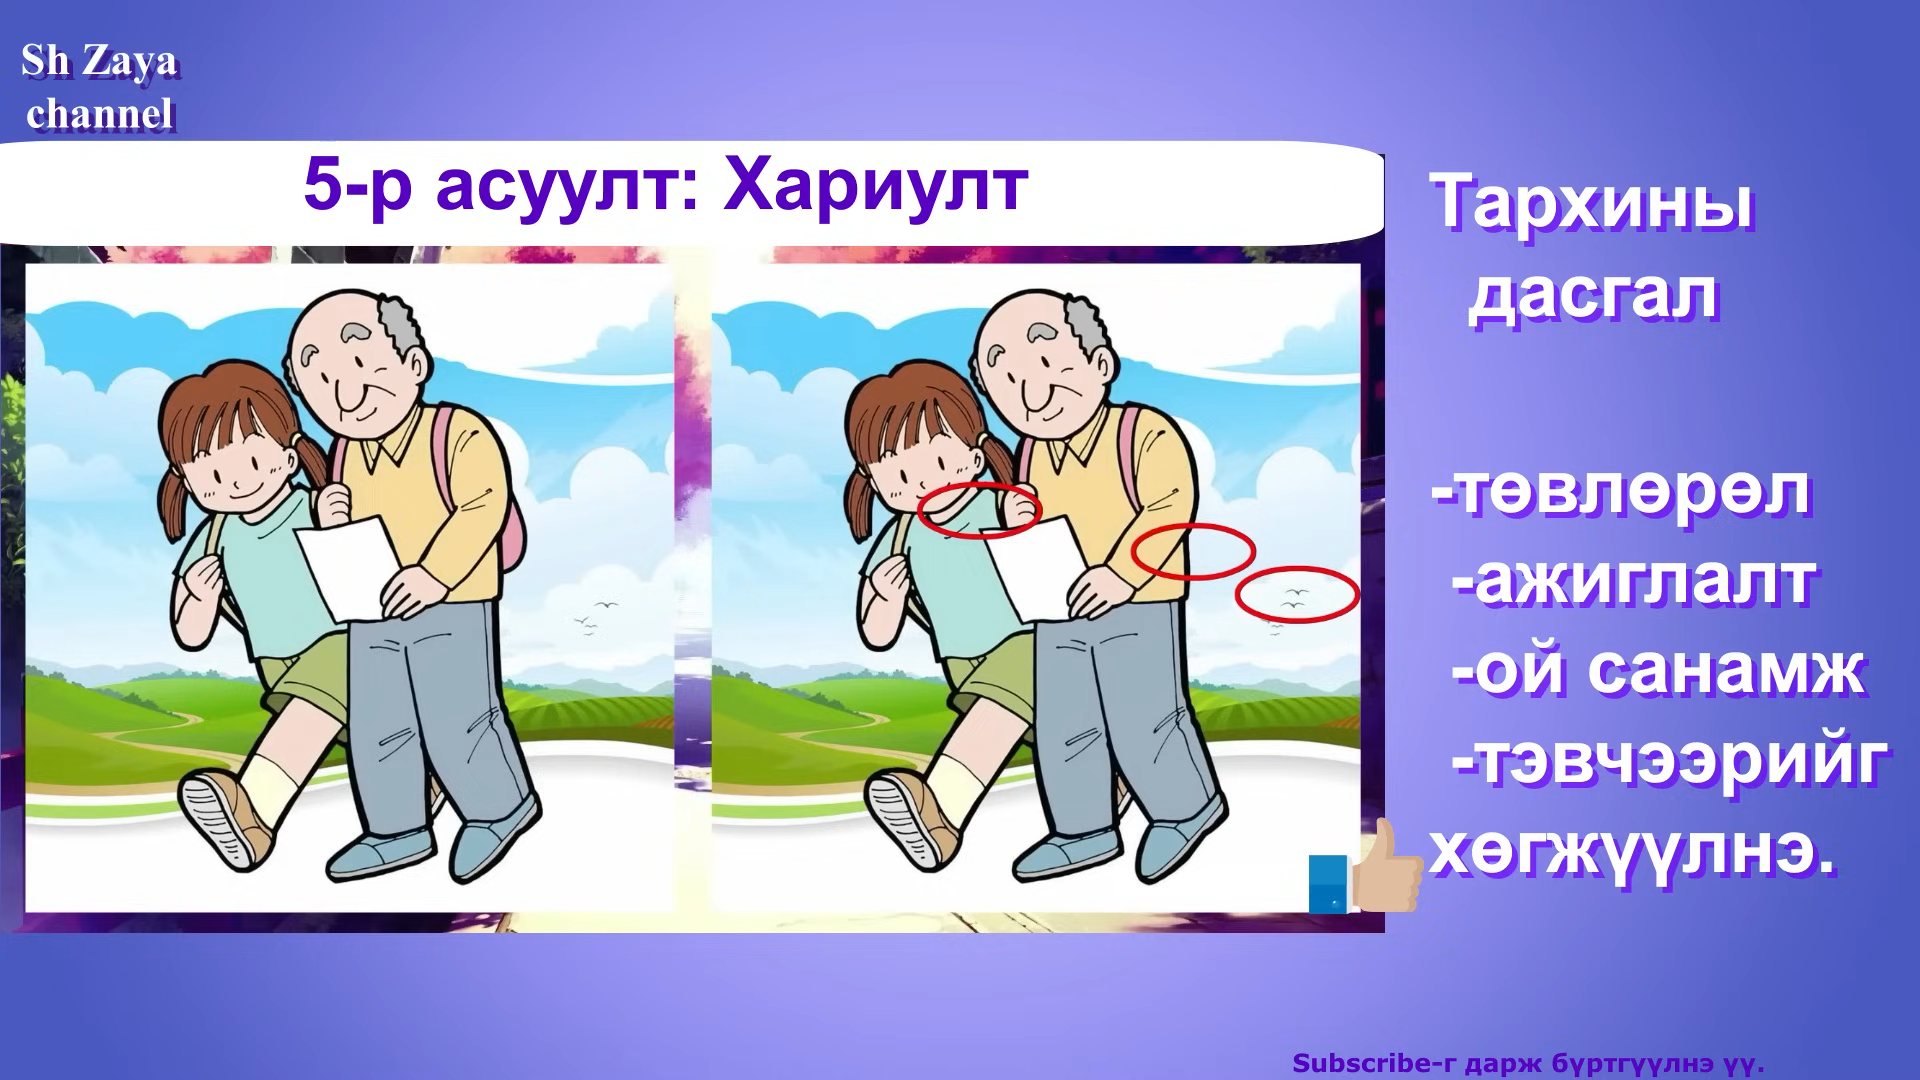 Sh Zaya
channel
5-р асуулт: Хариулт
Тархины
дасгал
-төвлөрөл
-ажиглалт
-ой санамж
-тэвчээрийг
хөгжүүлнэ.
Subscribe-г дарж бүртгүүлнэ үү.